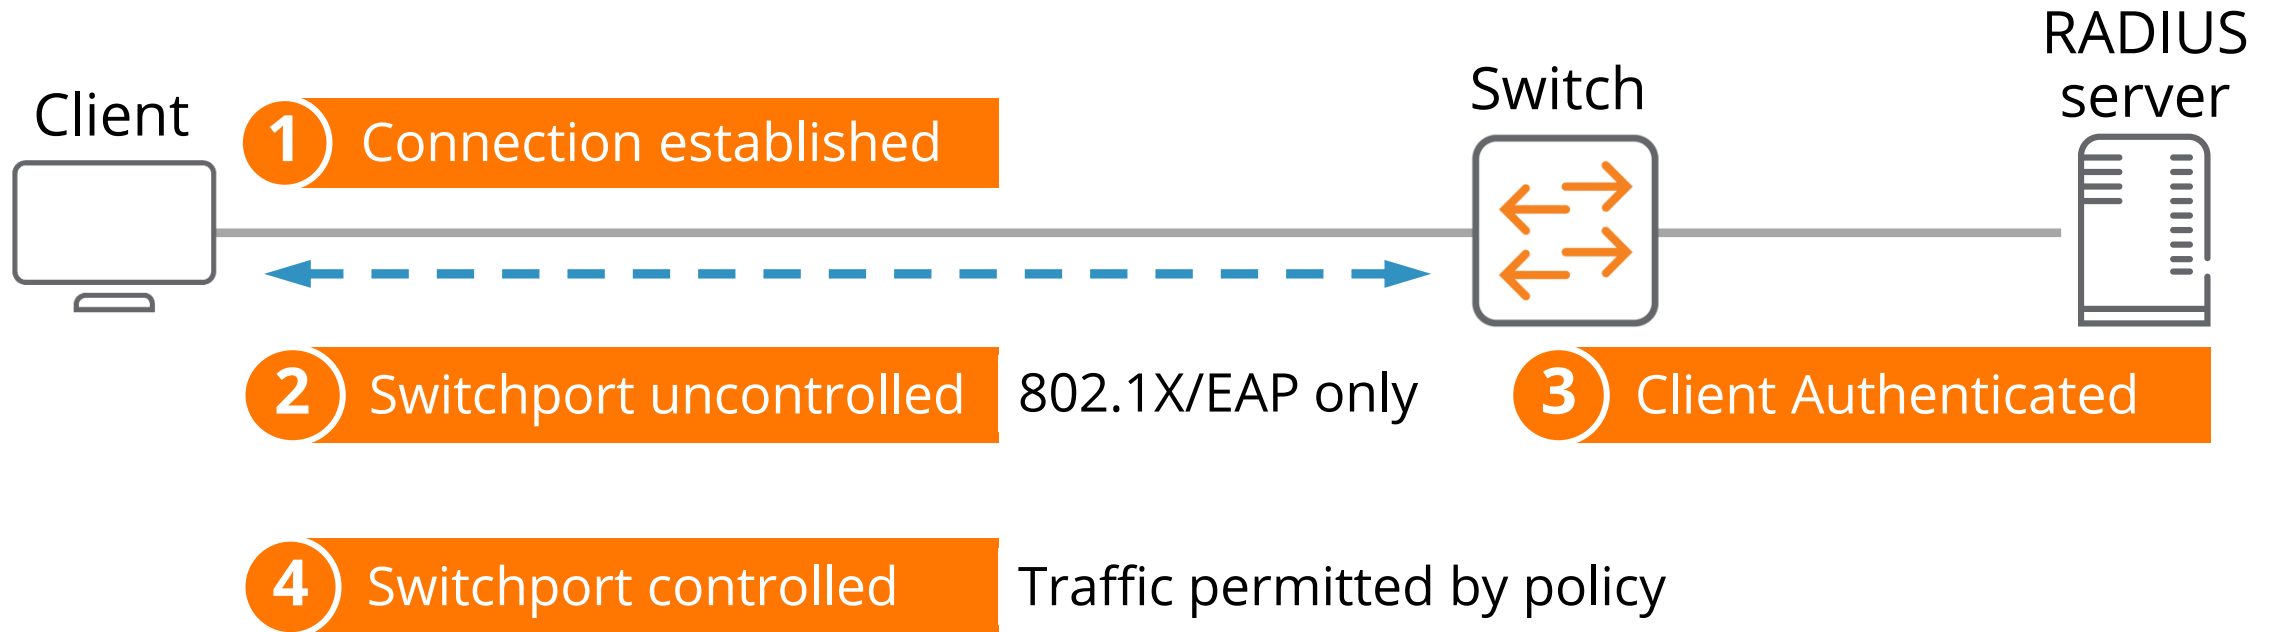 Client
1 Connection established
Switch
RADIUS
server
2 Switchport uncontrolled 802.1X/EAP only
3 Client Authenticated
4 Switchport controlled Traffic permitted by policy